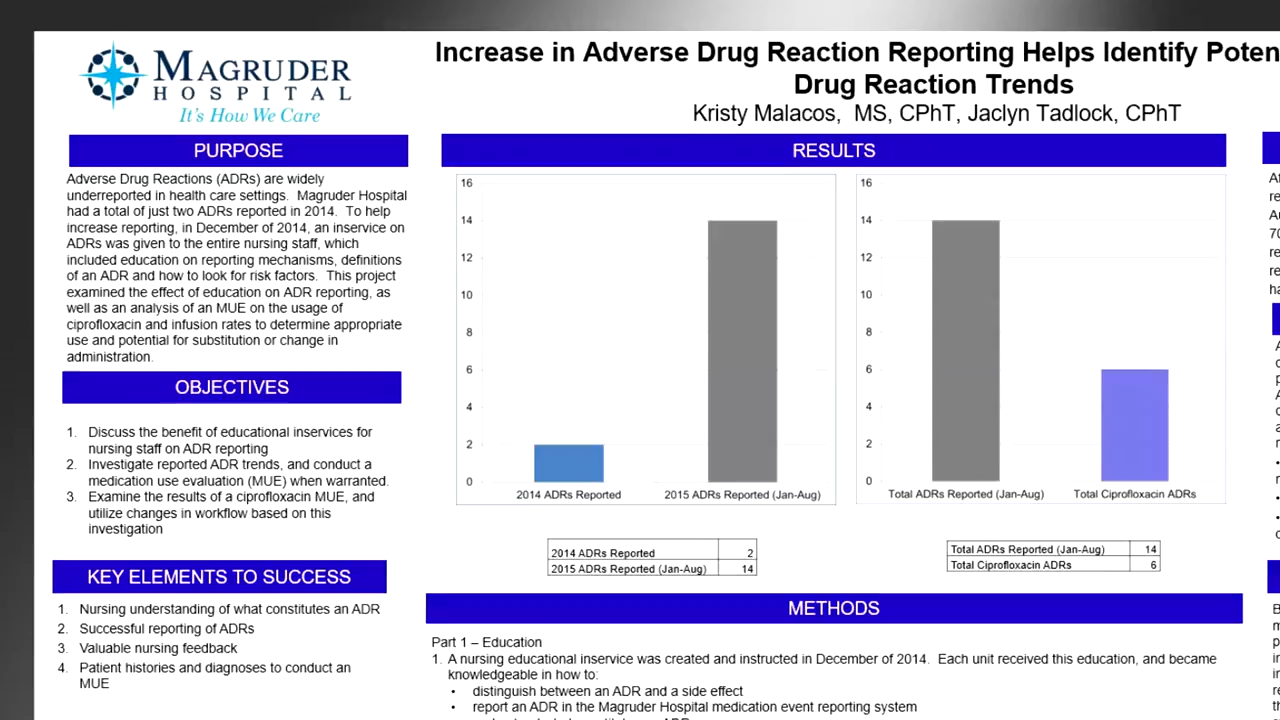 MAGRUDER
HOSPITAL
It's How We Care
Increase in Adverse Drug Reaction Reporting Helps Identify
Drug Reaction Trends
Kristy Malacos, MS, CPhT, Jaclyn Tadlock, CPhT
PURPOSE
Adverse Drug Reactions (ADRs) are widely
underreported in health care settings. Magruder Hospital
had a total of just two ADRs reported in 2014. To help
increase reporting, in December of 2014, an inservice on
ADRs was given to the entire nursing staff, which
included education on reporting mechanisms, definitions
of an ADR and how to look for risk factors. This project
examined the effect of education on ADR reporting, as
well as an analysis of an MUE on the usage of
ciprofloxacin and infusion rates to determine appropriate
use and potential for substitution or change in
administration.
OBJECTIVES
1. Discuss the benefit of educational inservices for
nursing staff on ADR reporting
2. Investigate reported ADR trends, and conduct a
medication use evaluation (MUE) when warranted.
3. Examine the results of a ciprofloxacin MUE, and
utilize changes in workflow based on this
investigation
KEY ELEMENTS TO SUCCESS
1. Nursing understanding of what constitutes an ADR
2. Successful reporting of ADRs
3. Valuable nursing feedback
4. Patient histories and diagnoses to conduct an
MUE
RESULTS
16
14
12
10
8
6
4
2
0
2014 ADRs Reported 2015 ADRs Reported (Jan-Aug)
16
14
12
10
8
6
4
2
0
Total ADRs Reported (Jan-Aug) Total Ciprofloxacin ADRs
2014 ADRs Reported 2
2015 ADRs Reported (Jan-Aug) 14
Total ADRs Reported (Jan-Aug) 14
Total Ciprofloxacin ADRs 6
METHODS
Part 1 – Education
1. A nursing educational inservice was created and instructed in December of 2014. Each unit received this education, and became
knowledgeable in how to:
• distinguish between an ADR and a side effect
• report an ADR in the Magruder Hospital medication event reporting system